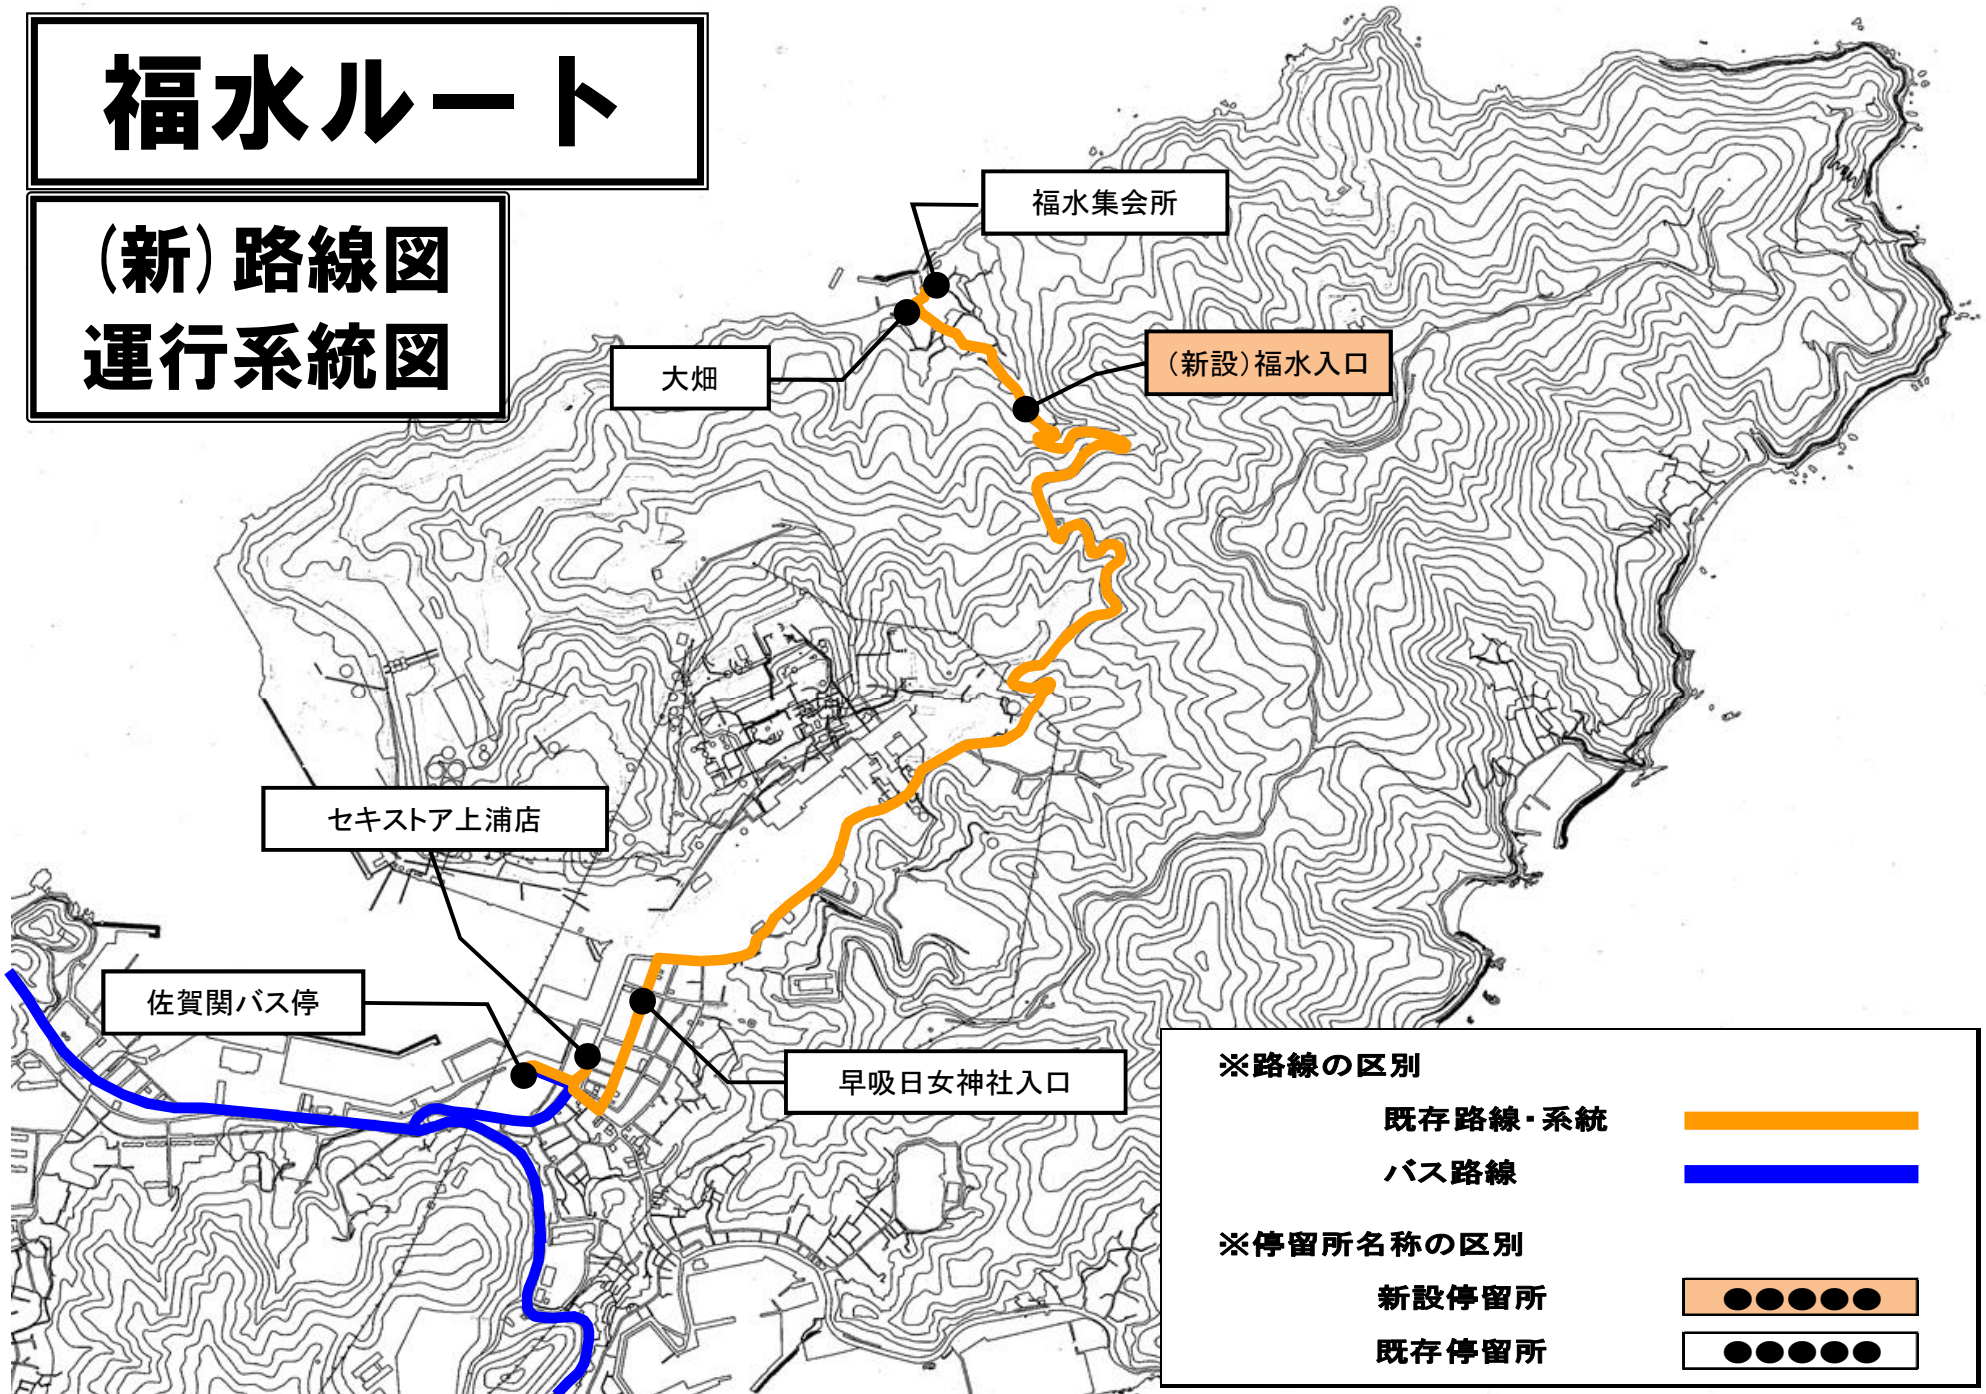 福水ルート
(新)路線図
運行系統図
福水集会所
大畑
(新設)福水入口
セキストア上浦店
佐賀関バス停
早吸日女神社入口
※路線の区別
既存路線・系統
バス路線
※停留所名称の区別
新設停留所
●●●●●
既存停留所
●●●●●